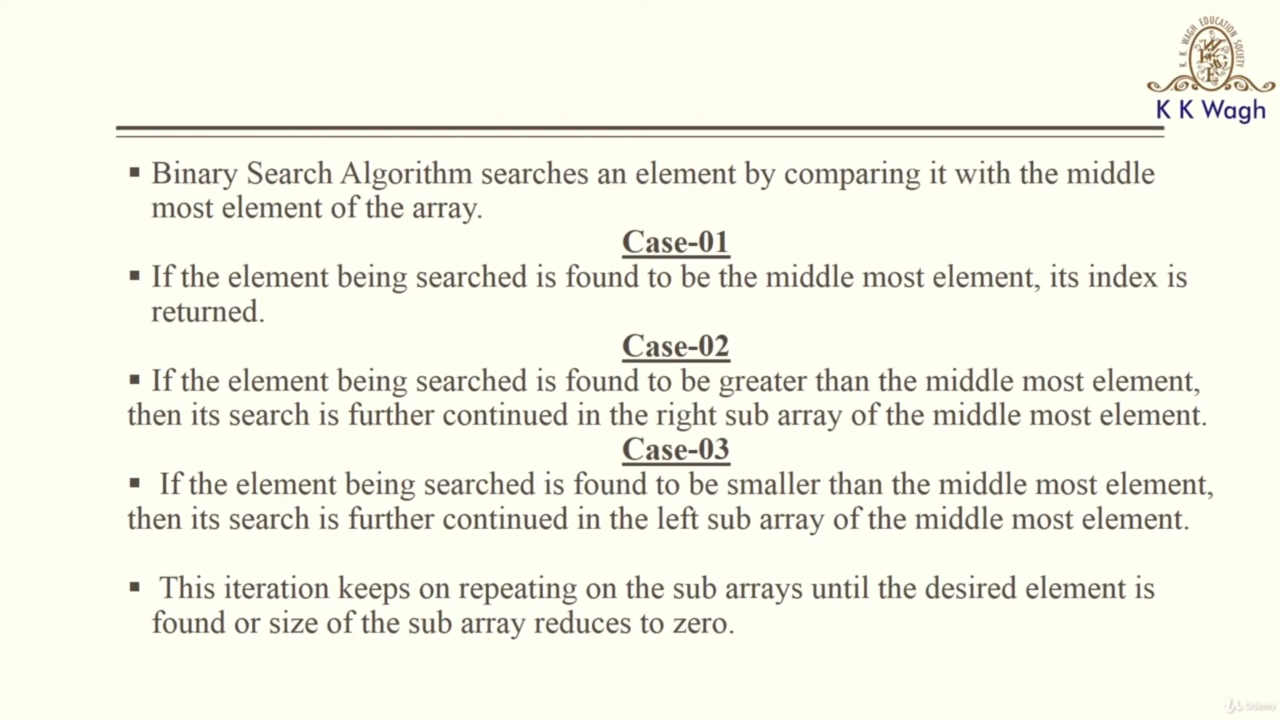 K K WAGH EDUCATION SOCIETY
K K Wagh
▪ Binary Search Algorithm searches an element by comparing it with the middle
most element of the array.
Case-01
▪ If the element being searched is found to be the middle most element, its index is
returned.
Case-02
▪ If the element being searched is found to be greater than the middle most element,
then its search is further continued in the right sub array of the middle most element.
Case-03
▪ If the element being searched is found to be smaller than the middle most element,
then its search is further continued in the left sub array of the middle most element.
▪ This iteration keeps on repeating on the sub arrays until the desired element is
found or size of the sub array reduces to zero.
Udemy